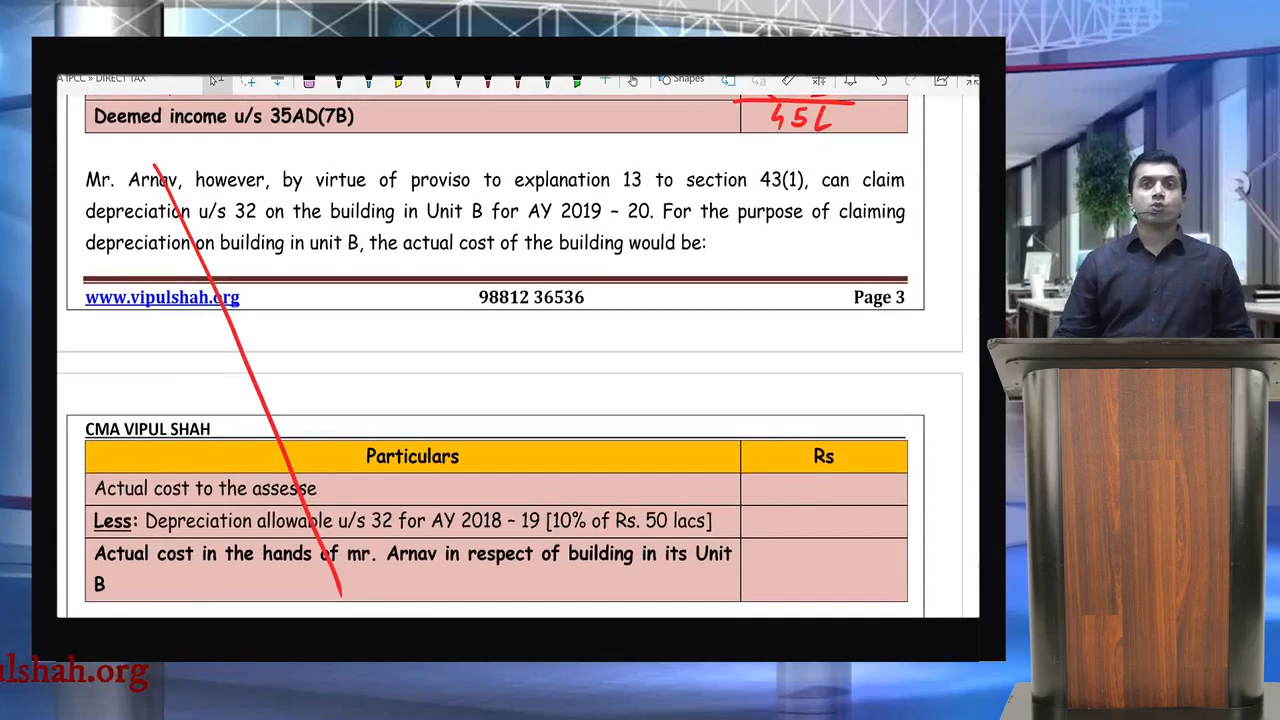 A IPCC » DIRECT TAX
Shapes
Deemed income u/s 35AD(7B)
45L
Mr. Arnav, however, by virtue of proviso to explanation 13 to section 43(1), can claim
depreciation u/s 32 on the building in Unit B for AY 2019 – 20. For the purpose of claiming
depreciation on building in unit B, the actual cost of the building would be:
www.vipulshah.org 98812 36536 Page 3
CMA VIPUL SHAH
Particulars Rs
Actual cost to the assesse
Less: Depreciation allowable u/s 32 for AY 2018 – 19 [10% of Rs. 50 lacs]
Actual cost in the hands of mr. Arnav in respect of building in its Unit
B
ulshah.org